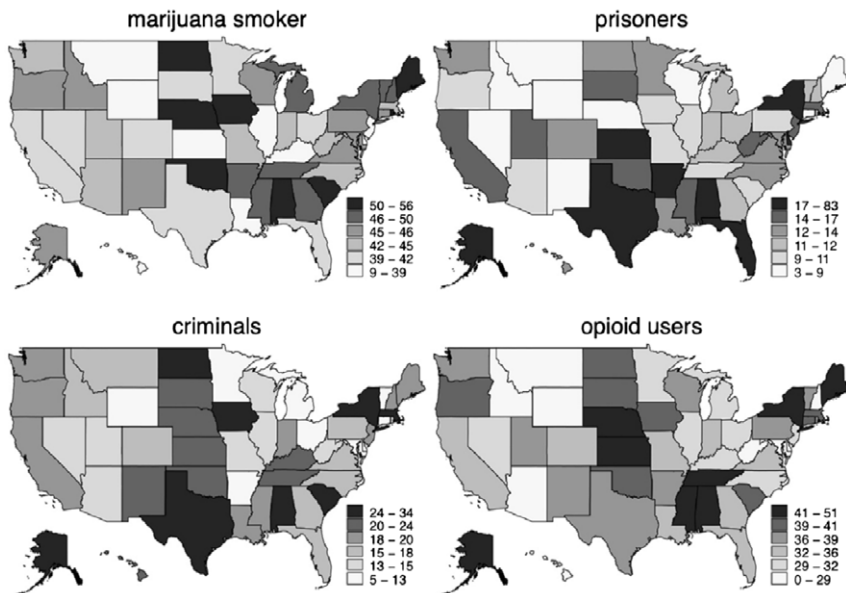 marijuana smoker
50 – 56
46 – 50
45 – 46
42 – 45
39 – 42
9 – 39
prisoners
17 – 83
14 – 17
12 – 14
11 – 12
9 – 11
3 – 9
criminals
24 – 34
20 – 24
18 – 20
15 – 18
13 – 15
5 – 13
opioid users
41 – 51
39 – 41
36 – 39
32 – 36
29 – 32
0 – 29